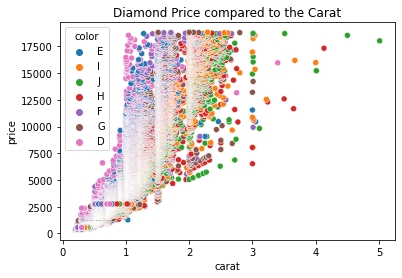 Diamond Price compared to the Carat
color
E
I
J
H
F
G
D
17500
15000
12500
10000
7500
5000
2500
0
price
0
1
2
3
4
5
carat